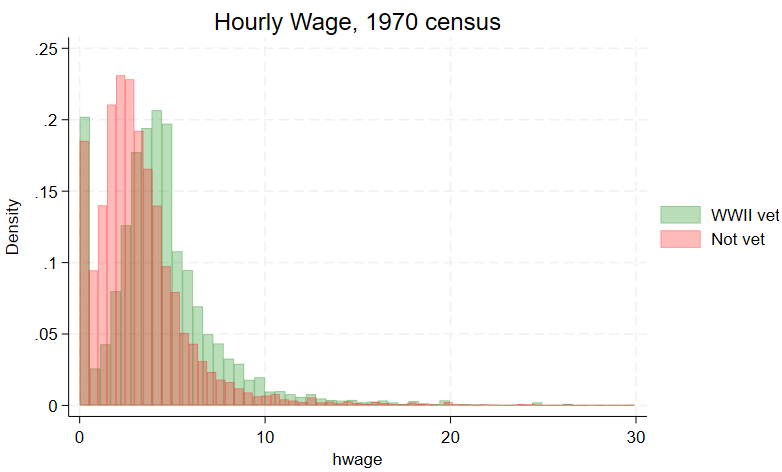 Hourly Wage, 1970 census
.25
.2
.15
.1
.05
0
Density
0 10 20 30
hwage
WWII vet
Not vet